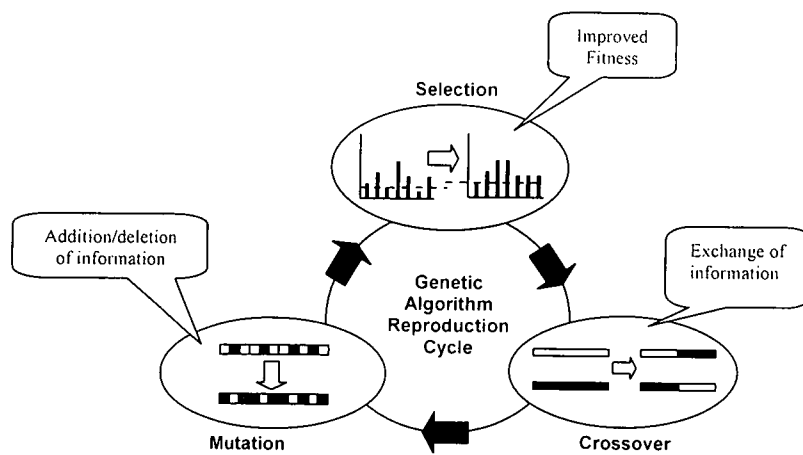 Improved
Fitness
Selection
Addition/deletion
of information
Exchange of
information
Genetic
Algorithm
Reproduction
Cycle
Mutation
Crossover